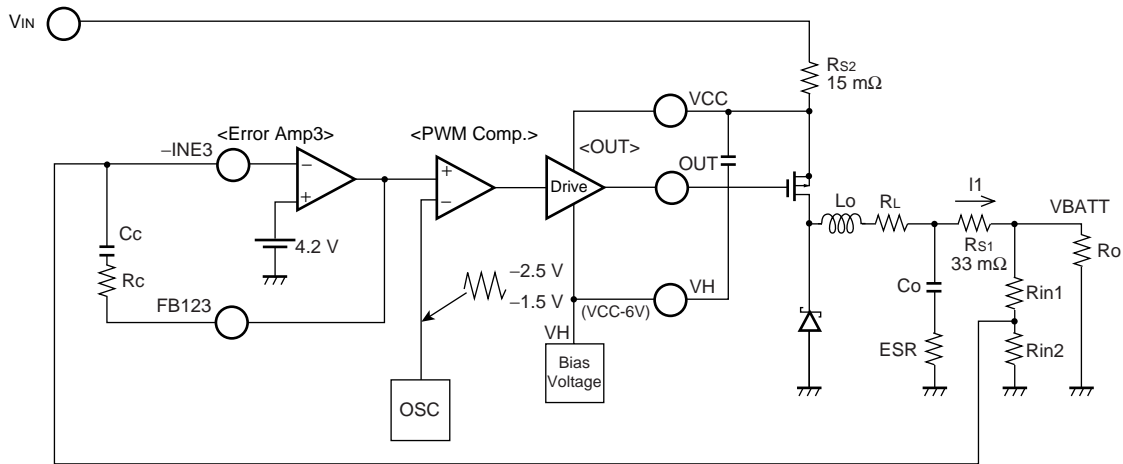 VIN
RS2
15 mΩ
VCC
<Error Amp3>
<PWM Comp.>
<OUT>
–INE3
OUT
Drive
I1
Lo
RL
VBATT
Cc
4.2 V
RS1
33 mΩ
Ro
Rc
–2.5 V
–1.5 V
VH
Co
Rin1
FB123
(VCC-6V)
VH
ESR
Rin2
Bias
Voltage
OSC